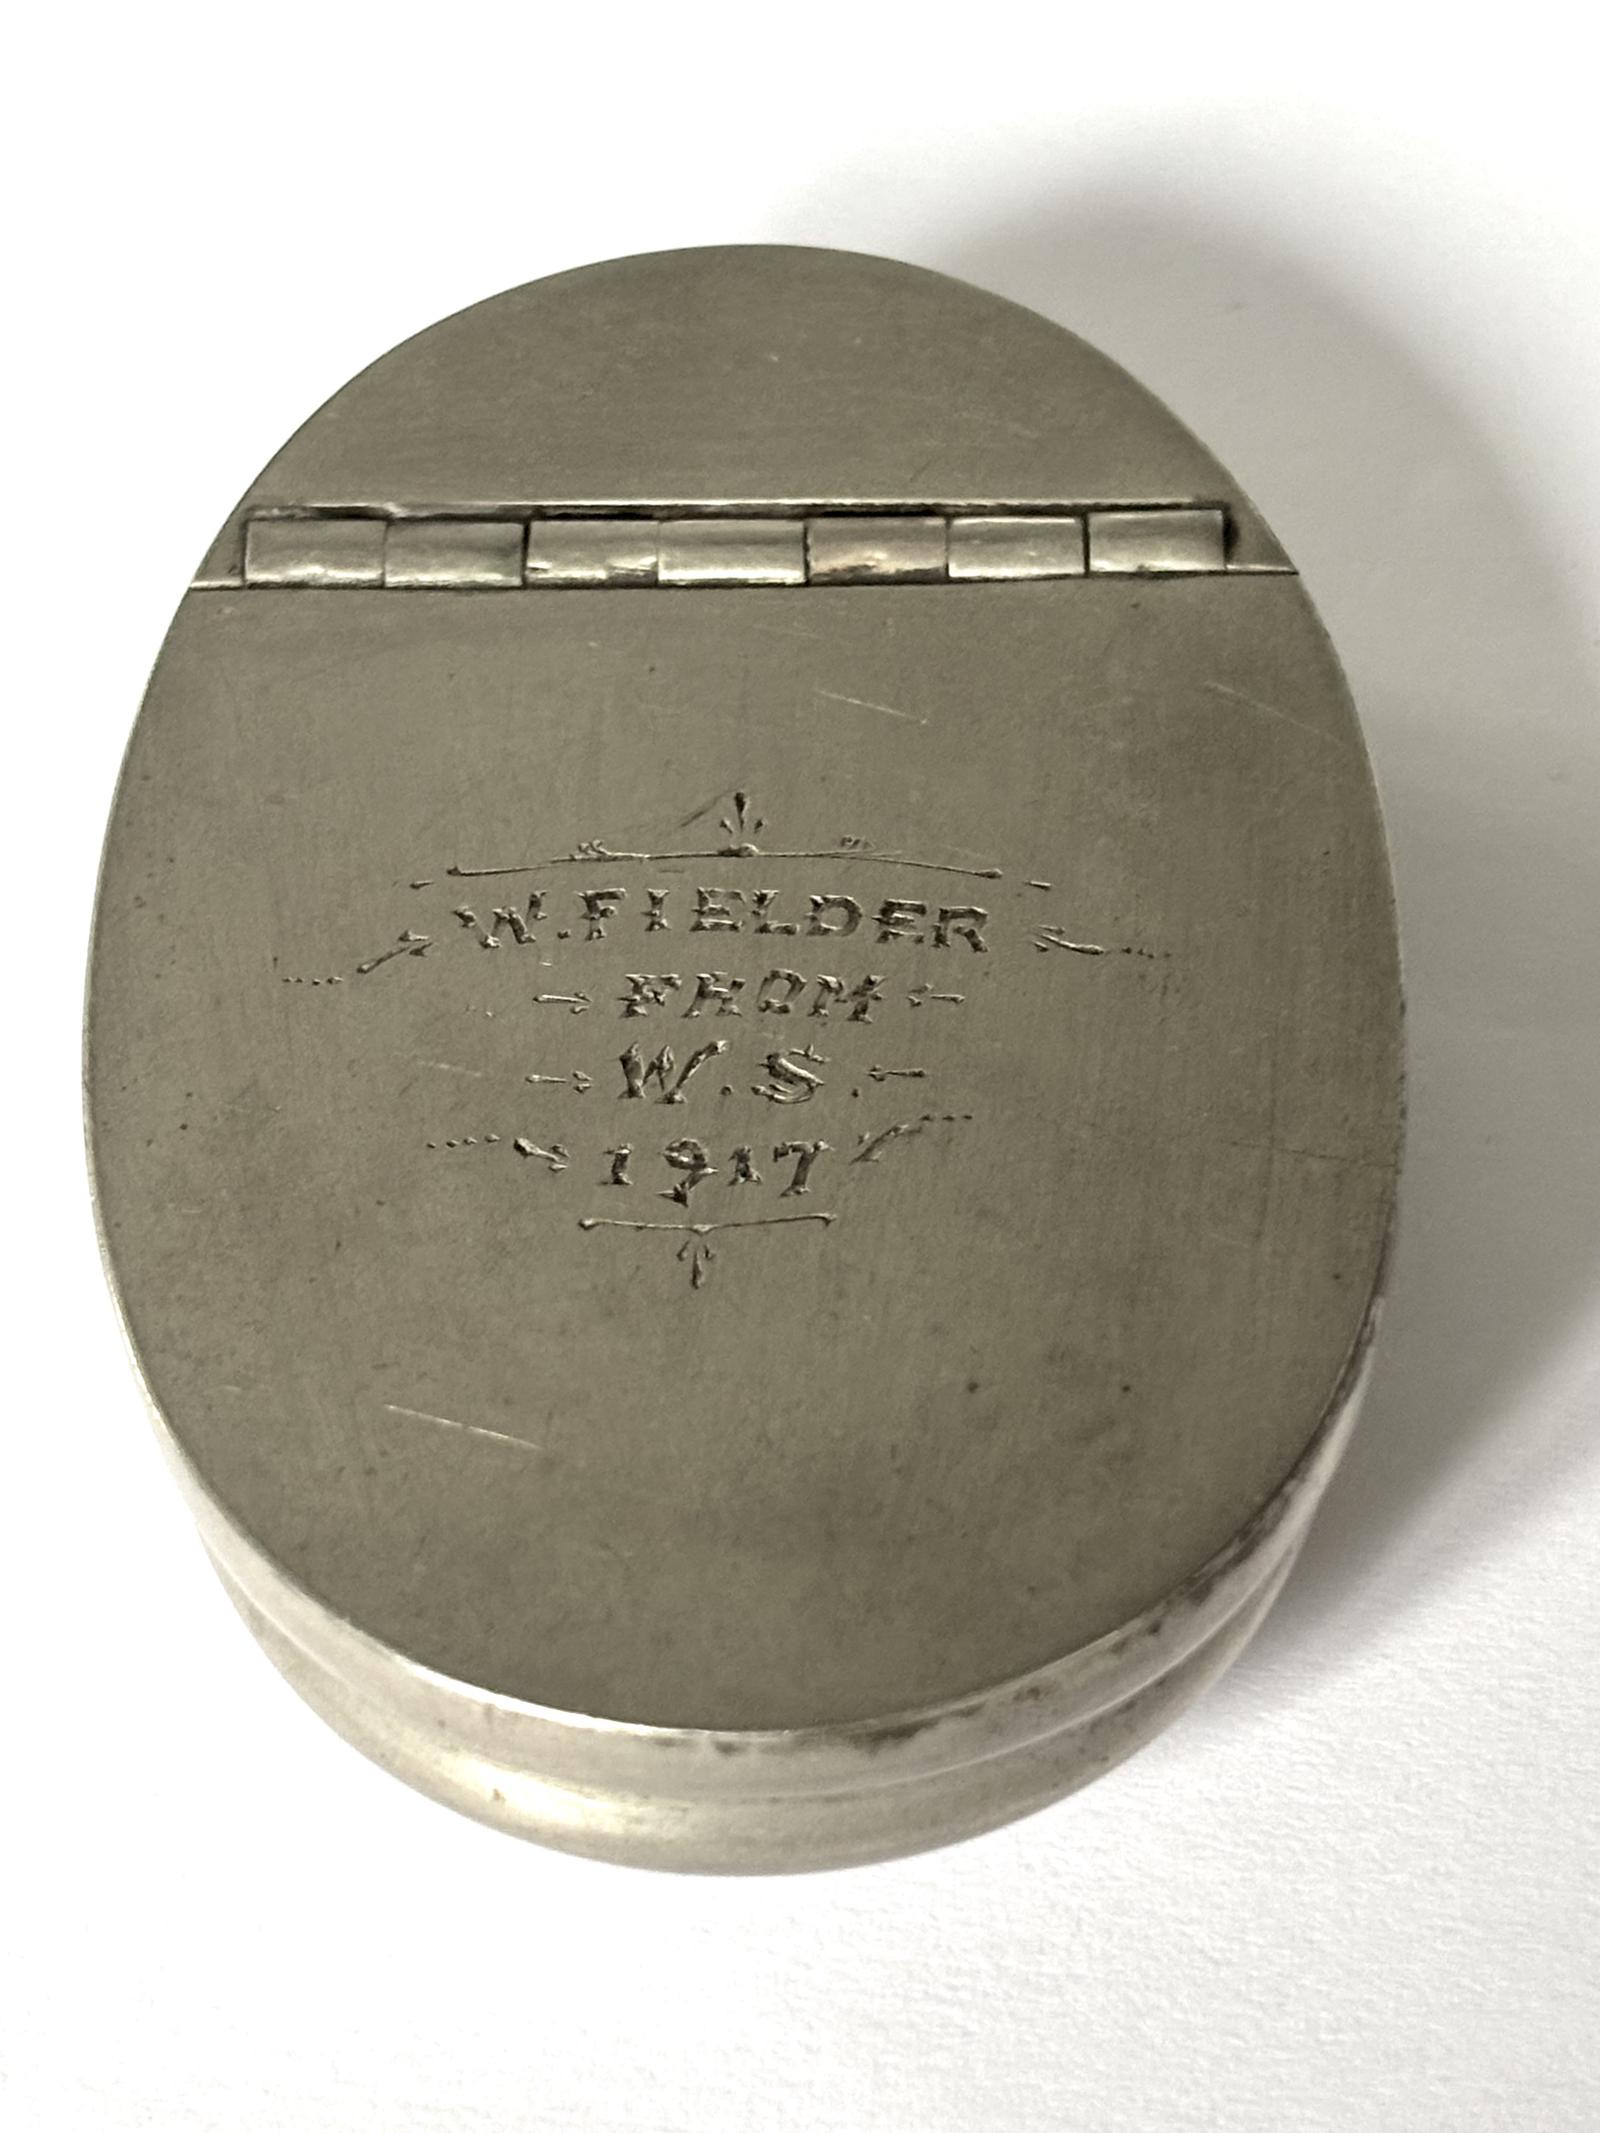 W. FIELDER
FROM
W. S.
1917